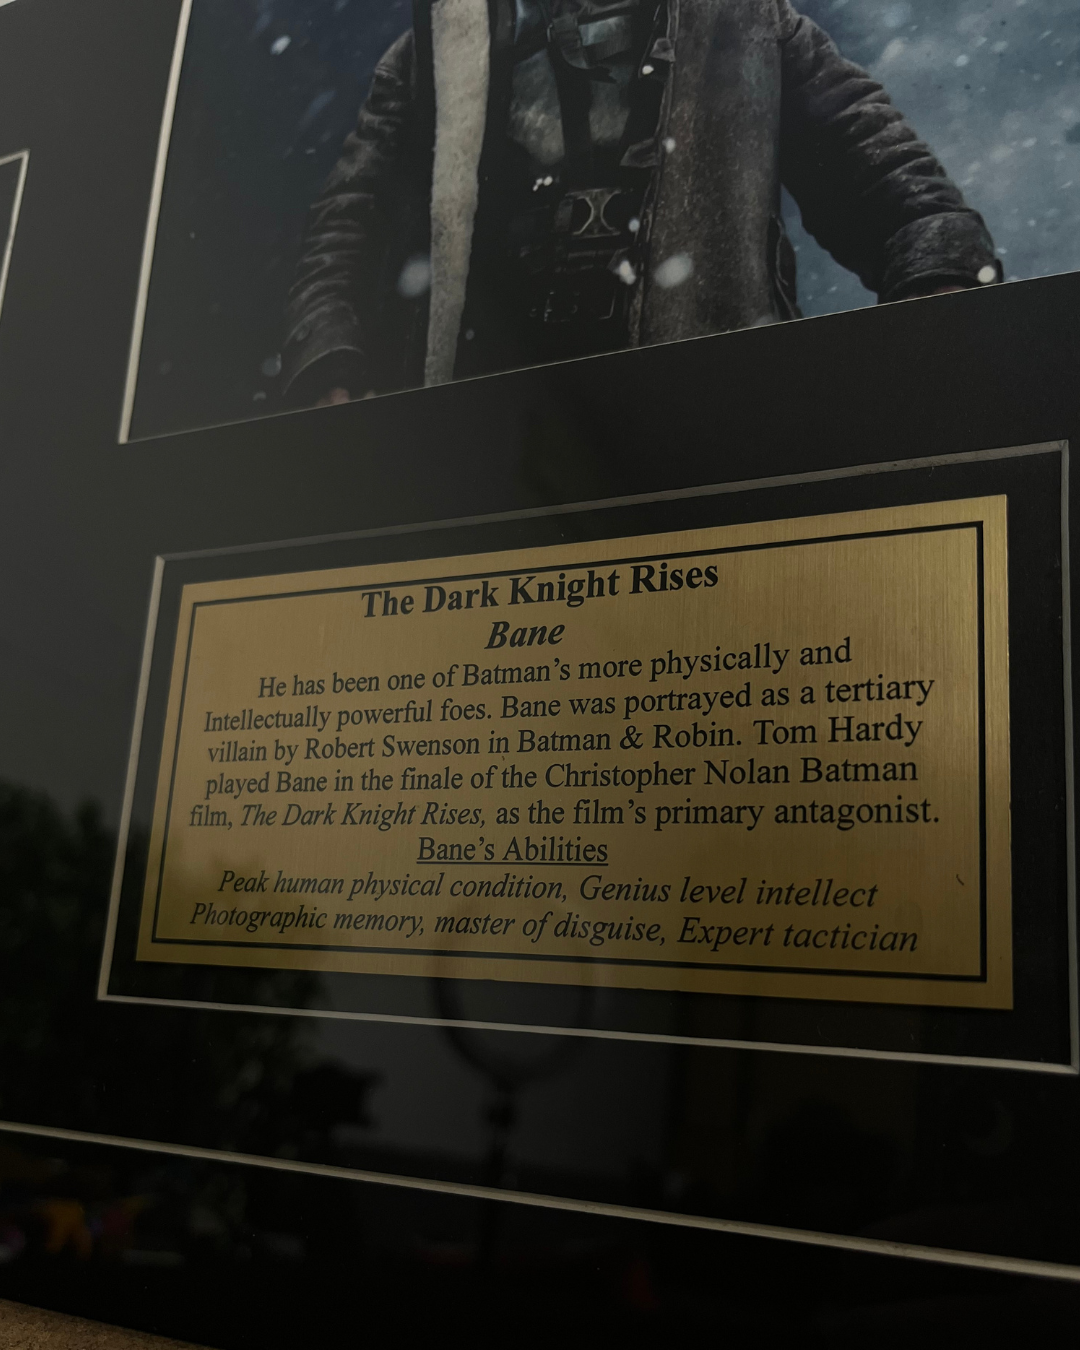 The Dark Knight Rises
Bane
He has been one of Batman's more physically and
Intellectually powerful foes. Bane was portrayed as a tertiary
villain by Robert Swenson in Batman & Robin. Tom Hardy
played Bane in the finale of the Christopher Nolan Batman
film, The Dark Knight Rises, as the film's primary antagonist.
Bane's Abilities
Peak human physical condition, Genius level intellect
Photographic memory, master of disguise, Expert tactician